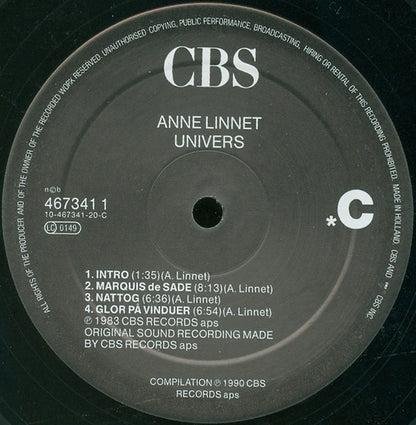 CBS
ANNE LINNET
UNIVERS
n©b
467341 1
10-467341-20-C
LC 0149
*C
1. INTRO (1:35)(A. Linnet)
2. MARQUIS de SADE (8:13)(A. Linnet)
3. NATTOG (6:36)(A. Linnet)
4. GLOR PÅ VINDUER (6:54)(A. Linnet)
℗ 1983 CBS RECORDS aps
ORIGINAL SOUND RECORDING MADE
BY CBS RECORDS aps
COMPILATION ℗ 1990 CBS
RECORDS aps
ALL RIGHTS OF THE PRODUCER AND OF THE OWNER OF THE RECORDED WORK RESERVED. UNAUTHORISED COPYING, PUBLIC PERFORMANCE, BROADCASTING, HIRING OR RENTAL OF THIS RECORDING PROHIBITED. MADE IN HOLLAND. CBS AND CBS INC